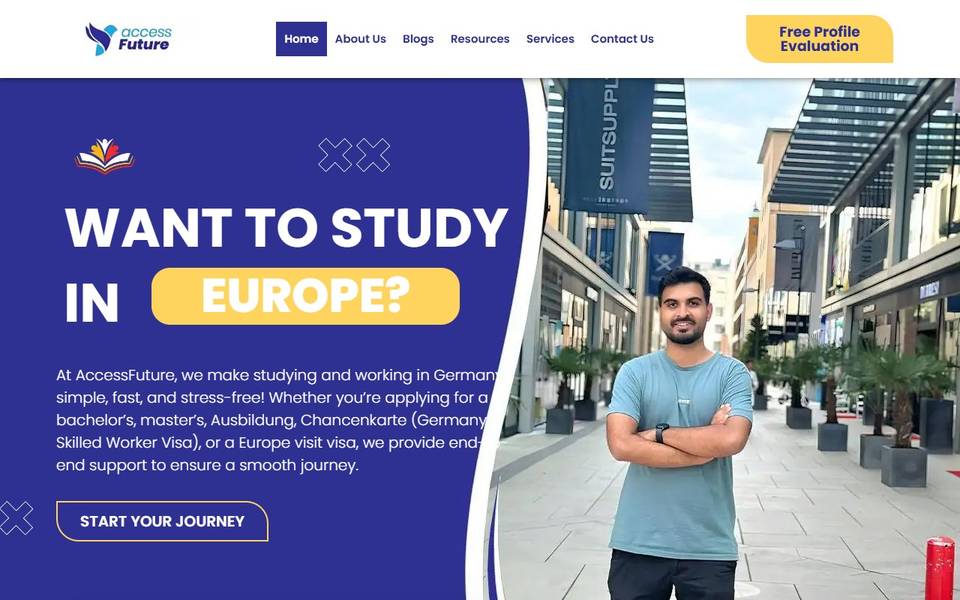 access
Future
Home
About Us
Blogs
Resources
Services
Contact Us
Free Profile
Evaluation
WANT TO STUDY
IN EUROPE?
At AccessFuture, we make studying and working in Germany
simple, fast, and stress-free! Whether you're applying for a
bachelor's, master's, Ausbildung, Chancenkarte (Germany
Skilled Worker Visa), or a Europe visit visa, we provide end-
end support to ensure a smooth journey.
START YOUR JOURNEY
SUITSUPPL